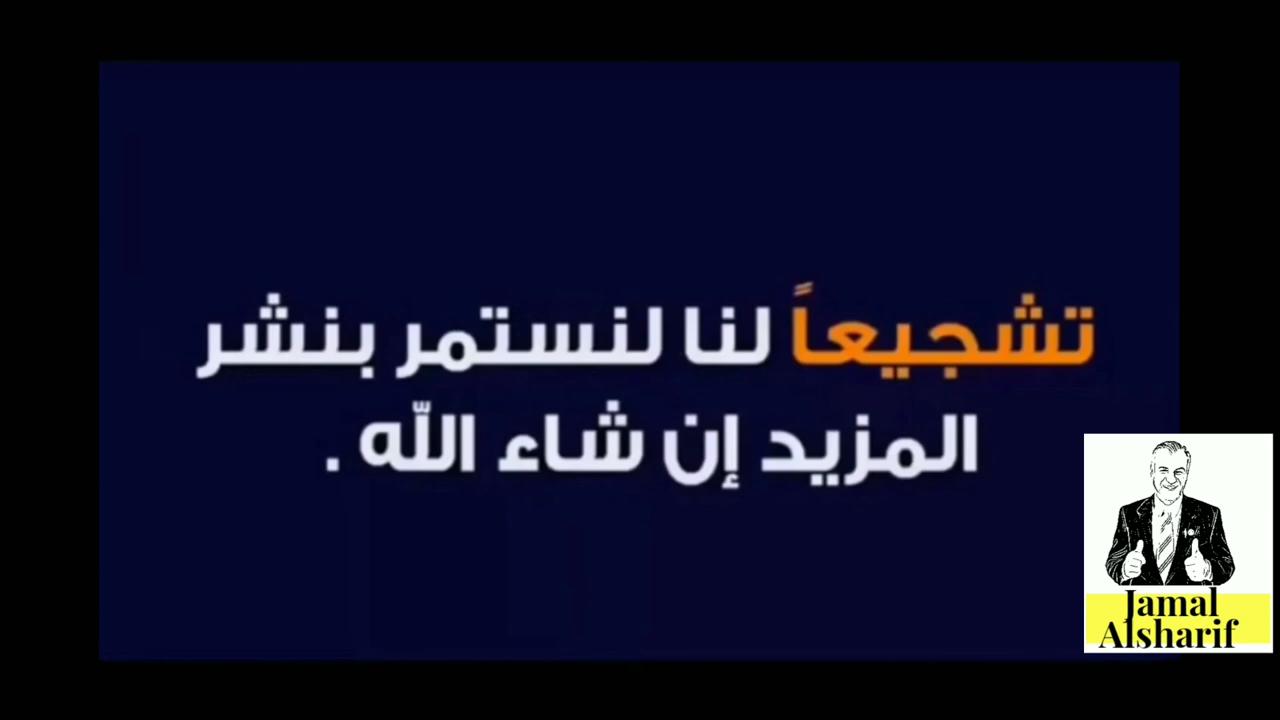 تشجيعاً لنا لنستمر بنشر
المزيد إن شاء الله .
Jamal
Alsharif